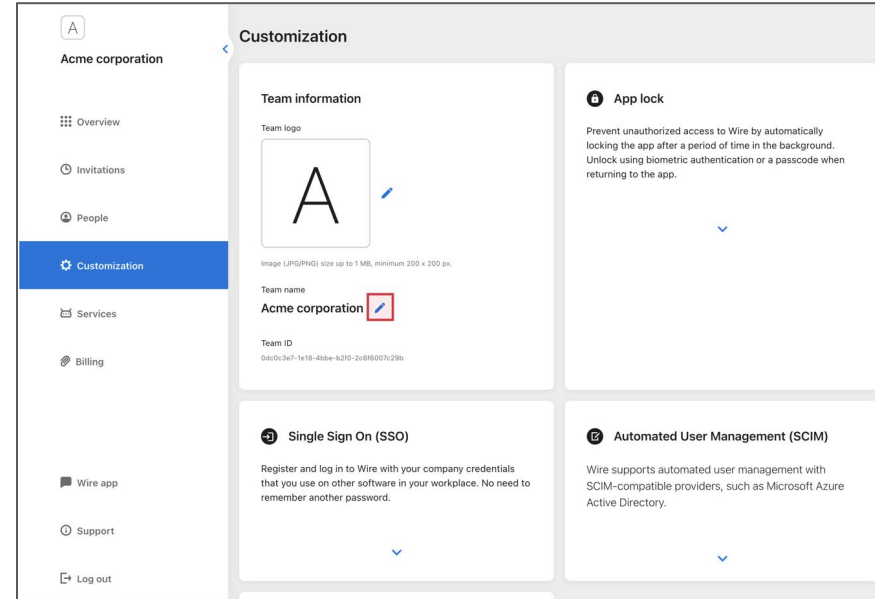 A
Acme corporation
Overview
Invitations
People
Customization
Services
Billing
Wire app
Support
Log out
Customization
Team information
Team logo
A
Image (JPG/PNG) size up to 1 MB, minimum 200 x 200 px.
Team name
Acme corporation
Team ID
0dc0c3e7-1e18-4bbe-b2f0-2c6f6007c29b
App lock
Prevent unauthorized access to Wire by automatically
locking the app after a period of time in the background.
Unlock using biometric authentication or a passcode when
returning to the app.
Single Sign On (SSO)
Register and log in to Wire with your company credentials
that you use on other software in your workplace. No need to
remember another password.
Automated User Management (SCIM)
Wire supports automated user management with
SCIM-compatible providers, such as Microsoft Azure
Active Directory.